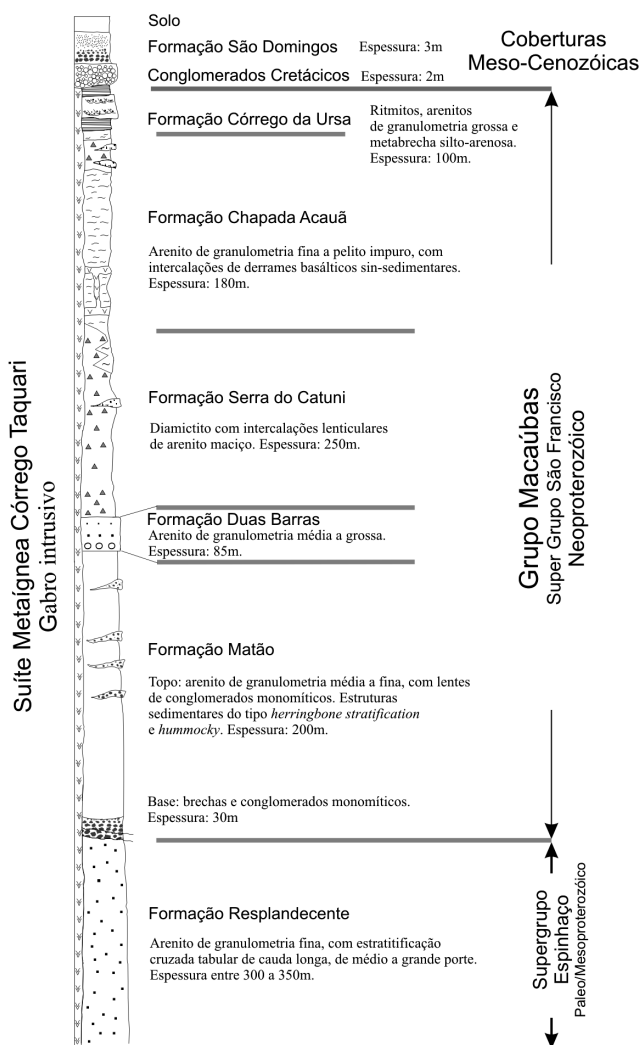 Solo
Formação São Domingos Espessura: 3m
Conglomerados Cretácicos Espessura: 2m
Coberturas
Meso-Cenozóicas
Formação Córrego da Ursa
Ritmitos, arenitos
de granulometria grossa e
metabrecha silto-arenosa.
Espessura: 100m.
Formação Chapada Acauã
Arenito de granulometria fina a pelito impuro, com
intercalações de derrames basálticos sin-sedimentares.
Espessura: 180m.
Formação Serra do Catuni
Diamictito com intercalações lenticulares
de arenito maciço. Espessura: 250m.
Formação Duas Barras
Arenito de granulometria média a grossa.
Espessura: 85m.
Formação Matão
Topo: arenito de granulometria média a fina, com lentes
de conglomerados monomíticos. Estruturas
sedimentares do tipo herringbone stratification
e hummocky. Espessura: 200m.
Base: brechas e conglomerados monomíticos.
Espessura: 30m
Formação Resplandecente
Arenito de granulometria fina, com estratitificação
cruzada tabular de cauda longa, de médio a grande porte.
Espessura entre 300 a 350m.
Suíte Metaígnea Córrego Taquari
Gabro intrusivo
Grupo Macaúbas
Super Grupo São Francisco
Neoproterozóico
Supergrupo
Espinhaço
Paleo/Mesoproterozóico